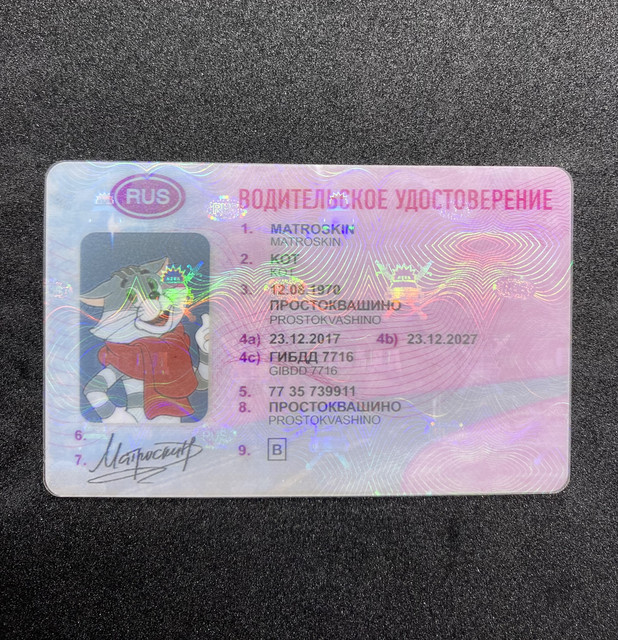 RUS
ВОДИТЕЛЬСКОЕ УДОСТОВЕРЕНИЕ
1. MATROSKIN
MATROSKIN
2. КОТ
КОТ
3. 12.08.1970
ПРОСТОКВАШИНО
PROSTOKVASHINO
4a) 23.12.2017 4b) 23.12.2027
4c) ГИБДД 7716
GIBDD 7716
5. 77 35 739911
8. ПРОСТОКВАШИНО
PROSTOKVASHINO
6.
7. Матроскин
9. B